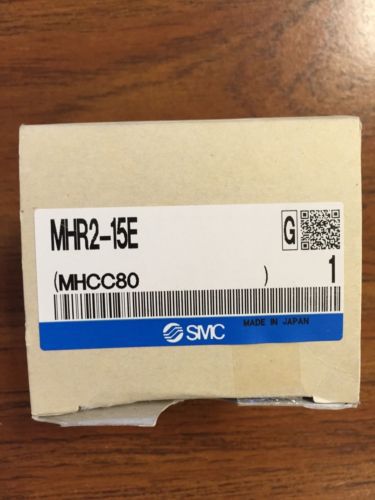 MHR2-15E
G
(MHCC80 )
1
SMC
MADE IN JAPAN